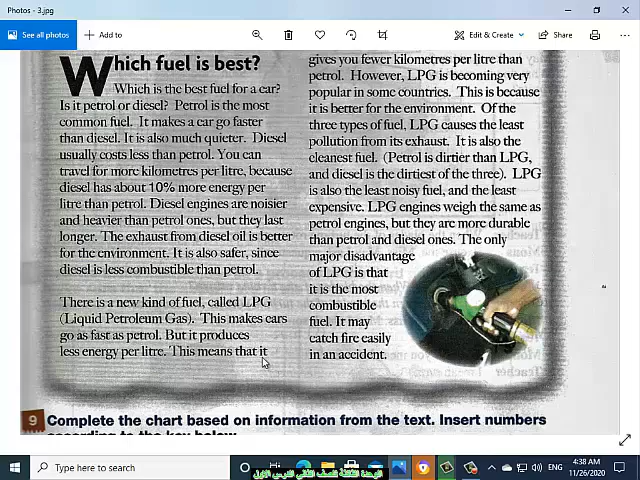 Photos - 3.jpg
See all photos
Add to
Edit & Create
Share
Which fuel is best?
Which is the best fuel for a car?
Is it petrol or diesel? Petrol is the most
common fuel. It makes a car go faster
than diesel. It is also much quieter. Diesel
usually costs less than petrol. You can
travel for more kilometres per litre, because
diesel has about 10% more energy per
litre than petrol. Diesel engines are noisier
and heavier than petrol ones, but they last
longer. The exhaust from diesel oil is better
for the environment. It is also safer, since
diesel is less combustible than petrol.
There is a new kind of fuel, called LPG
(Liquid Petroleum Gas). This makes cars
go as fast as petrol. But it produces
less energy per litre. This means that it
gives you fewer kilometres per litre than
petrol. However, LPG is becoming very
popular in some countries. This is because
it is better for the environment. Of the
three types of fuel, LPG causes the least
pollution from its exhaust. It is also the
cleanest fuel. (Petrol is dirtier than LPG,
and diesel is the dirtiest of the three). LPG
is also the least noisy fuel, and the least
expensive. LPG engines weigh the same as
petrol engines, but they are more durable
than petrol and diesel ones. The only
major disadvantage
of LPG is that
it is the most
combustible
fuel. It may
catch fire easily
in an accident.
9 Complete the chart based on information from the text. Insert numbers
according to the key below
Type here to search
الوحدة الثالثة للصف الثاني الدرس الاول
ENG
4:38 AM
11/26/2020